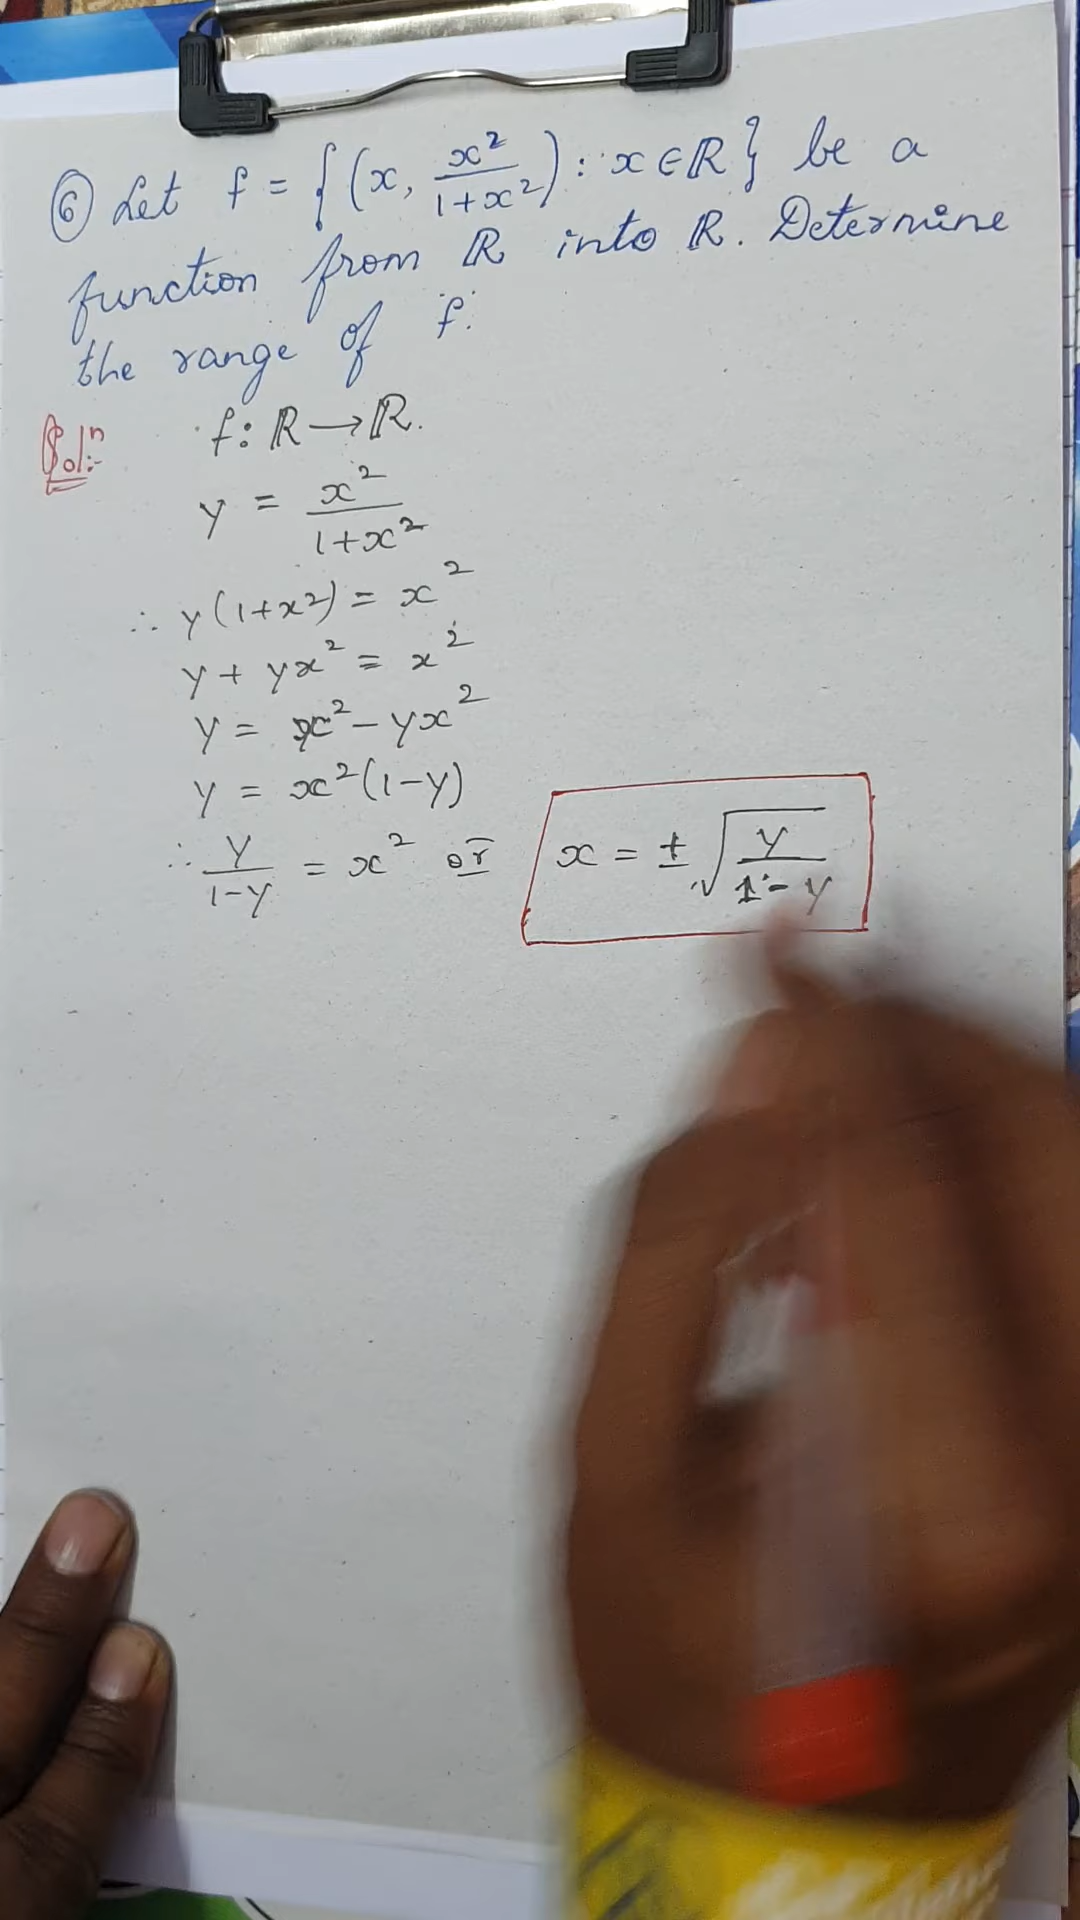 ⑥ Let f = {(x, x²/(1+x²)) : x ∈ ℝ} be a
function from ℝ into ℝ. Determine
the range of f.
Solⁿ:- f: ℝ → ℝ.
y = x²/(1+x²)
∴ y(1+x²) = x²
y + yx² = x²
y = x² - yx²
y = x²(1-y)
∴ y/(1-y) = x² or x = ± √(y/(1-y))